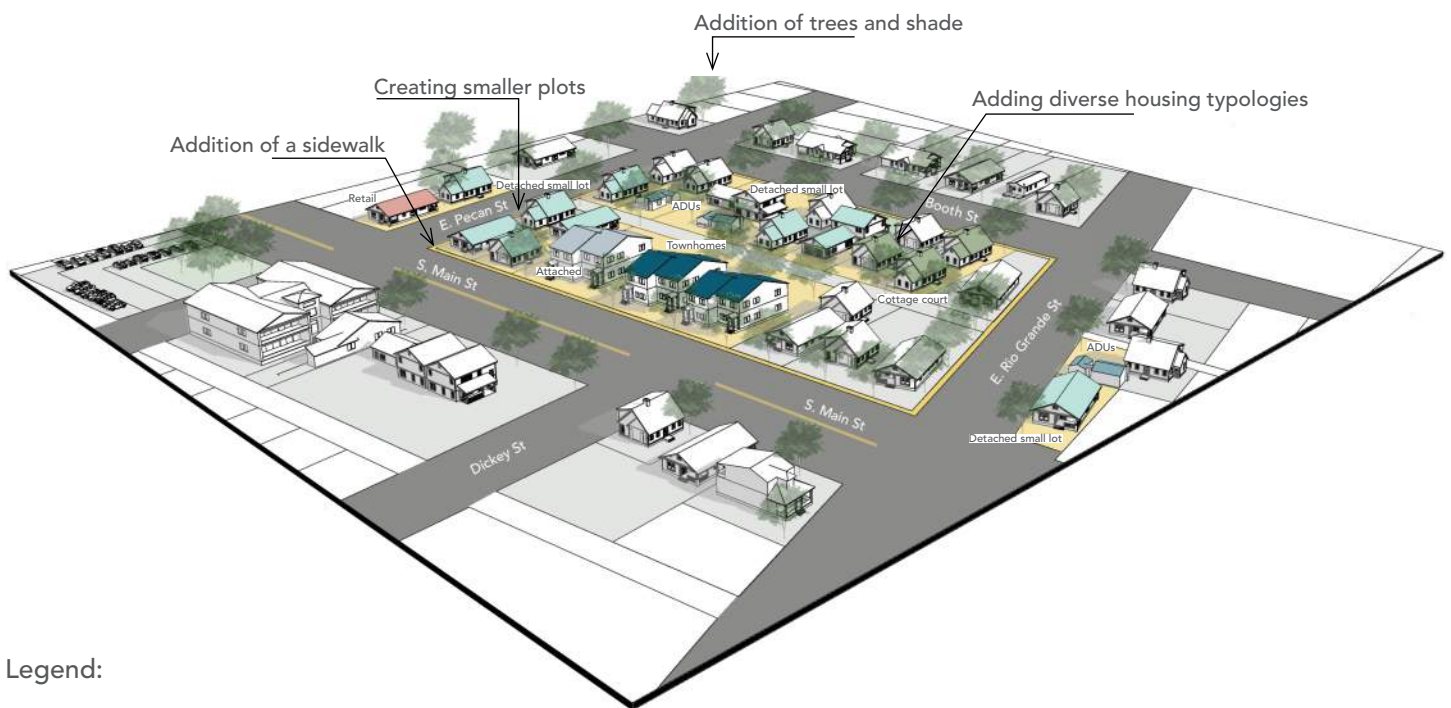 Addition of trees and shade
Creating smaller plots
Adding diverse housing typologies
Addition of a sidewalk
Detached small lot
Detached small lot
Retail
ADUs
E. Pecan St
Booth St
Townhomes
Attached
S. Main St
Cottage court
E. Rio Grande St
ADUs
S. Main St
Detached small lot
Dickey St
Legend: